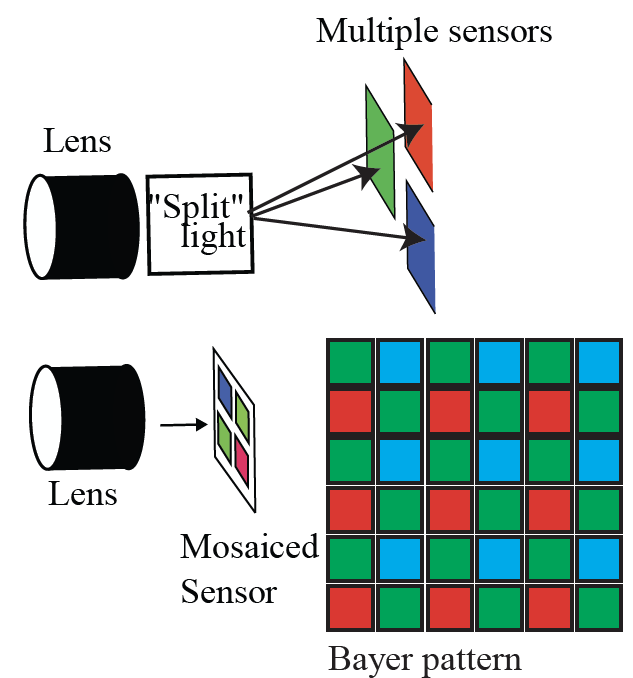 Multiple sensors
Lens
"Split"
light
Lens
Mosaiced
Sensor
Bayer pattern